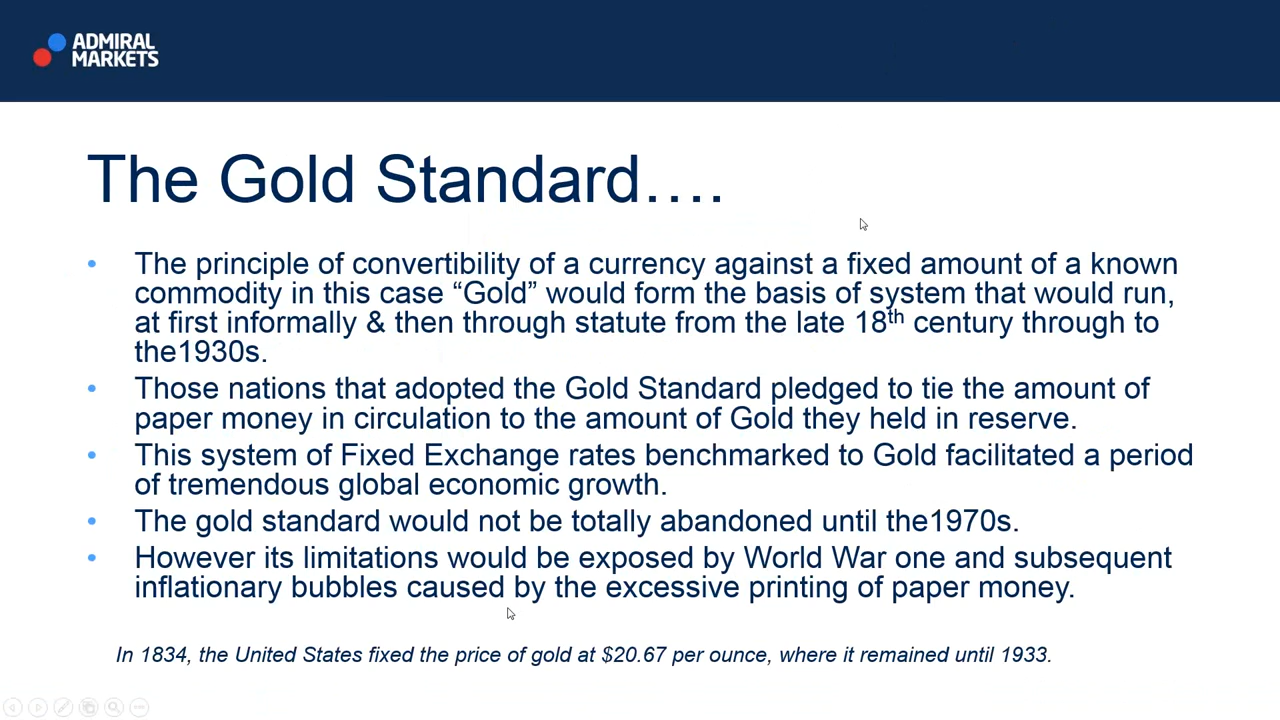 ADMIRAL
MARKETS
The Gold Standard....
• The principle of convertibility of a currency against a fixed amount of a known
commodity in this case “Gold” would form the basis of system that would run,
at first informally & then through statute from the late 18th century through to
the1930s.
• Those nations that adopted the Gold Standard pledged to tie the amount of
paper money in circulation to the amount of Gold they held in reserve.
• This system of Fixed Exchange rates benchmarked to Gold facilitated a period
of tremendous global economic growth.
• The gold standard would not be totally abandoned until the1970s.
• However its limitations would be exposed by World War one and subsequent
inflationary bubbles caused by the excessive printing of paper money.
In 1834, the United States fixed the price of gold at $20.67 per ounce, where it remained until 1933.